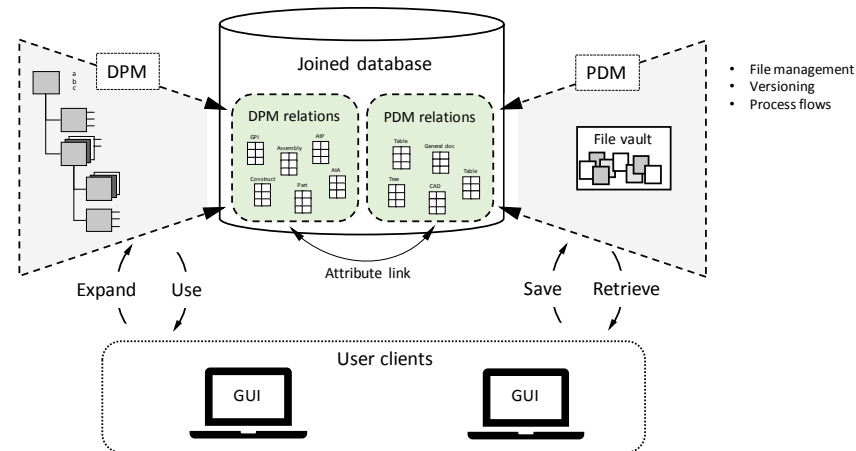 Joined database
DPM
a
b
c
PDM
• File management
• Versioning
• Process flows
DPM relations
GPI
Assembly
AtP
Construct
Part
AtA
PDM relations
Table
General doc
Tree
CAD
Table
File vault
Attribute link
Expand
Use
Save
Retrieve
User clients
GUI
GUI